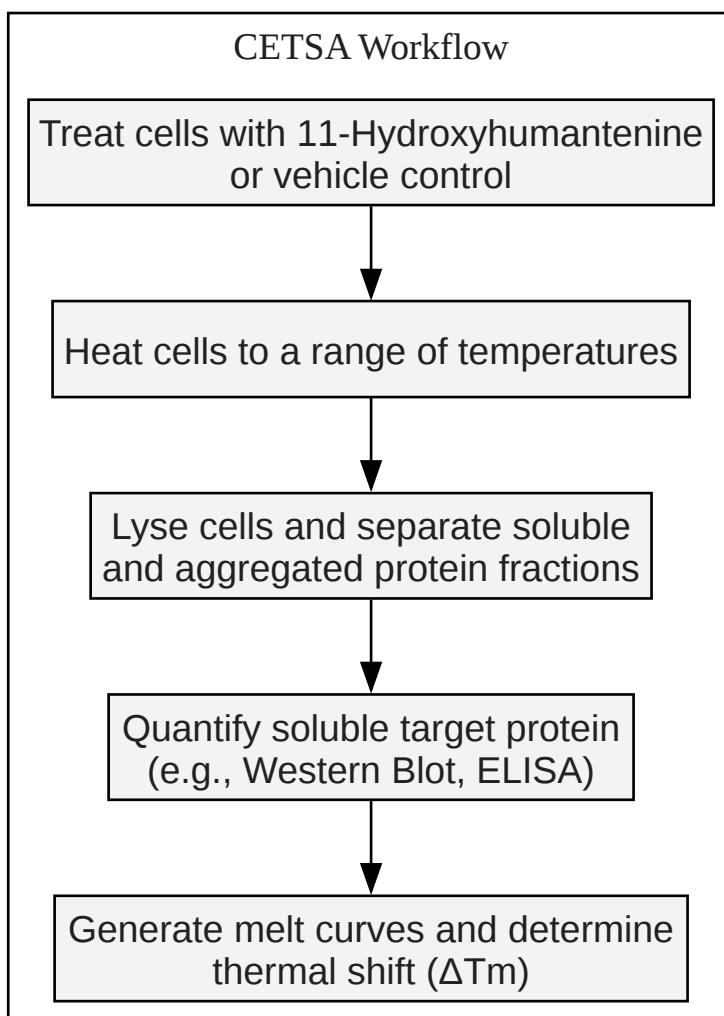 CETSA Workflow
Treat cells with 11-Hydroxyhumantenine
or vehicle control
Heat cells to a range of temperatures
Lyse cells and separate soluble
and aggregated protein fractions
Quantify soluble target protein
(e.g., Western Blot, ELISA)
Generate melt curves and determine
thermal shift (ΔTm)